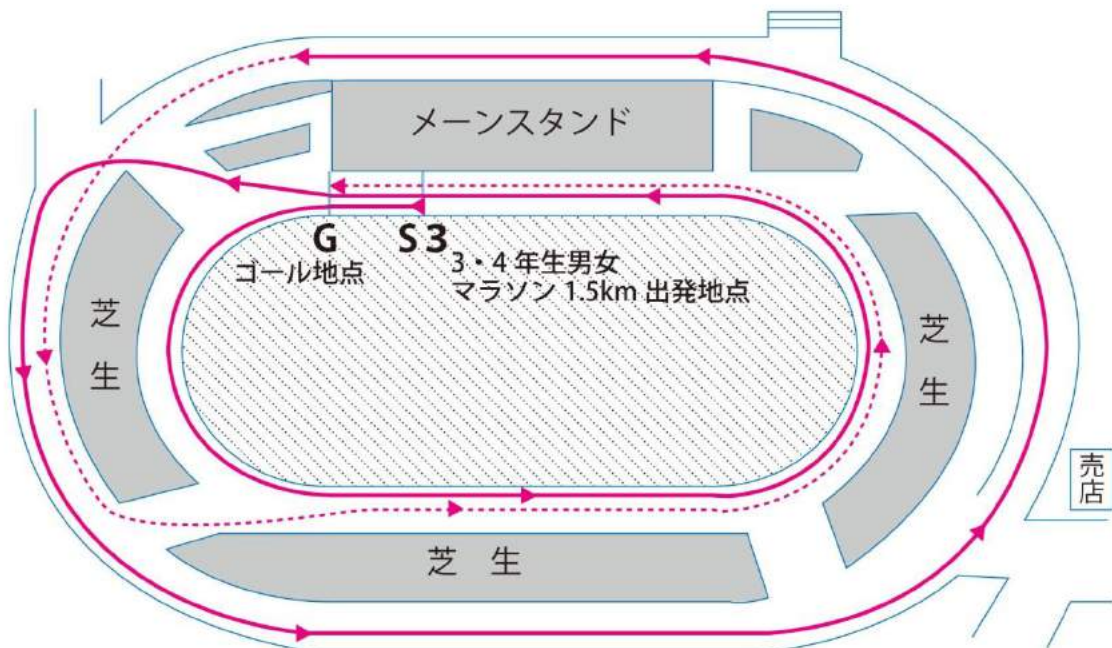 メーンスタンド
G
ゴール地点
S 3
3・4年生男女
マラソン 1.5km 出発地点
芝生
芝生
売店
芝 生